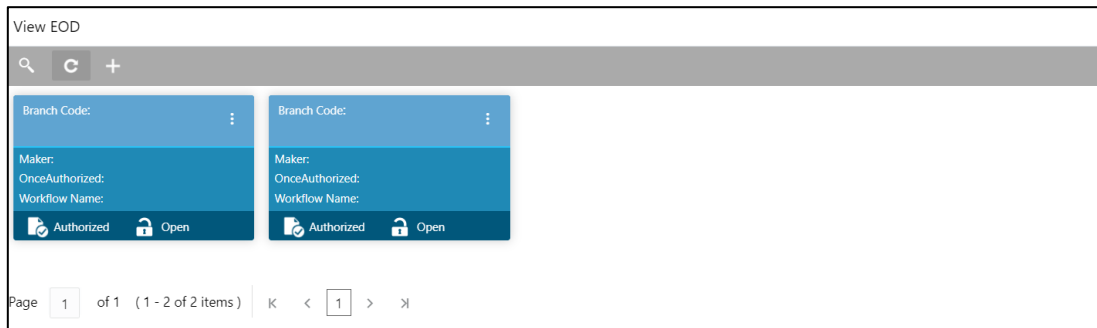 View EOD
Branch Code:
Maker:
OnceAuthorized:
Workflow Name:
Authorized Open
Branch Code:
Maker:
OnceAuthorized:
Workflow Name:
Authorized Open
Page 1 of 1 ( 1 - 2 of 2 items ) 1